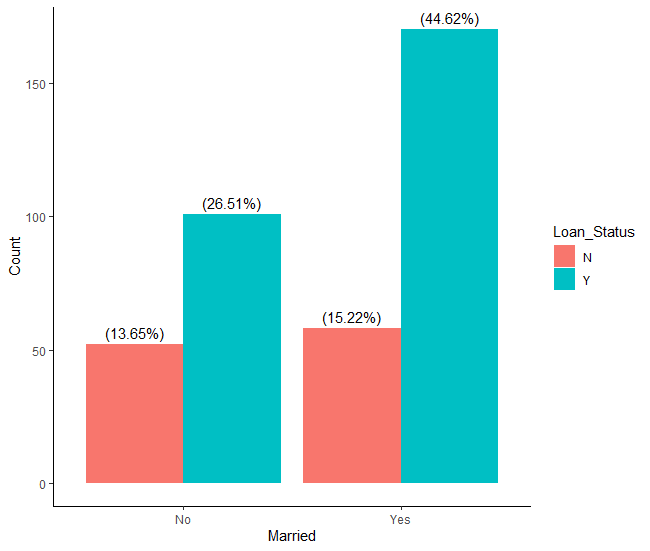 (44.62%)
150
(26.51%)
100
Count
Loan_Status
N
Y
(15.22%)
(13.65%)
50
0
No
Yes
Married